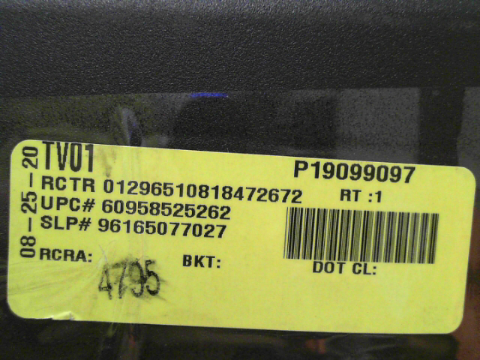 08-25-20
TV01
P19099097
RCTR 01296510818472672
RT :1
UPC# 60958525262
SLP# 96165077027
RCRA:
4795
BKT:
DOT CL: